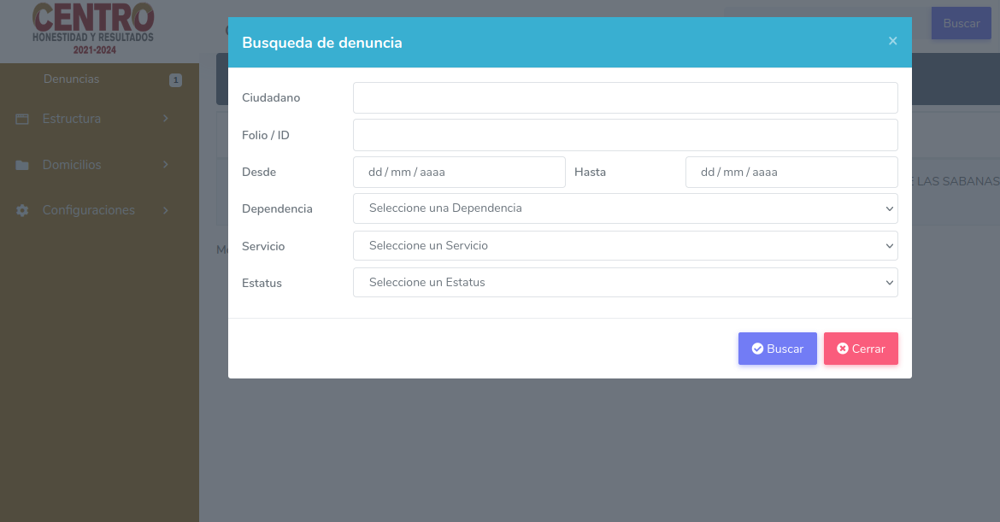 CENTRO
HONESTIDAD Y RESULTADOS
2021-2024
Buscar
Denuncias 1
Estructura
Domicilios
Configuraciones
Busqueda de denuncia ×
Ciudadano
Folio / ID
Desde dd / mm / aaaa Hasta dd / mm / aaaa
Dependencia Seleccione una Dependencia
Servicio Seleccione un Servicio
Estatus Seleccione un Estatus
Buscar Cerrar
LAS SABANAS